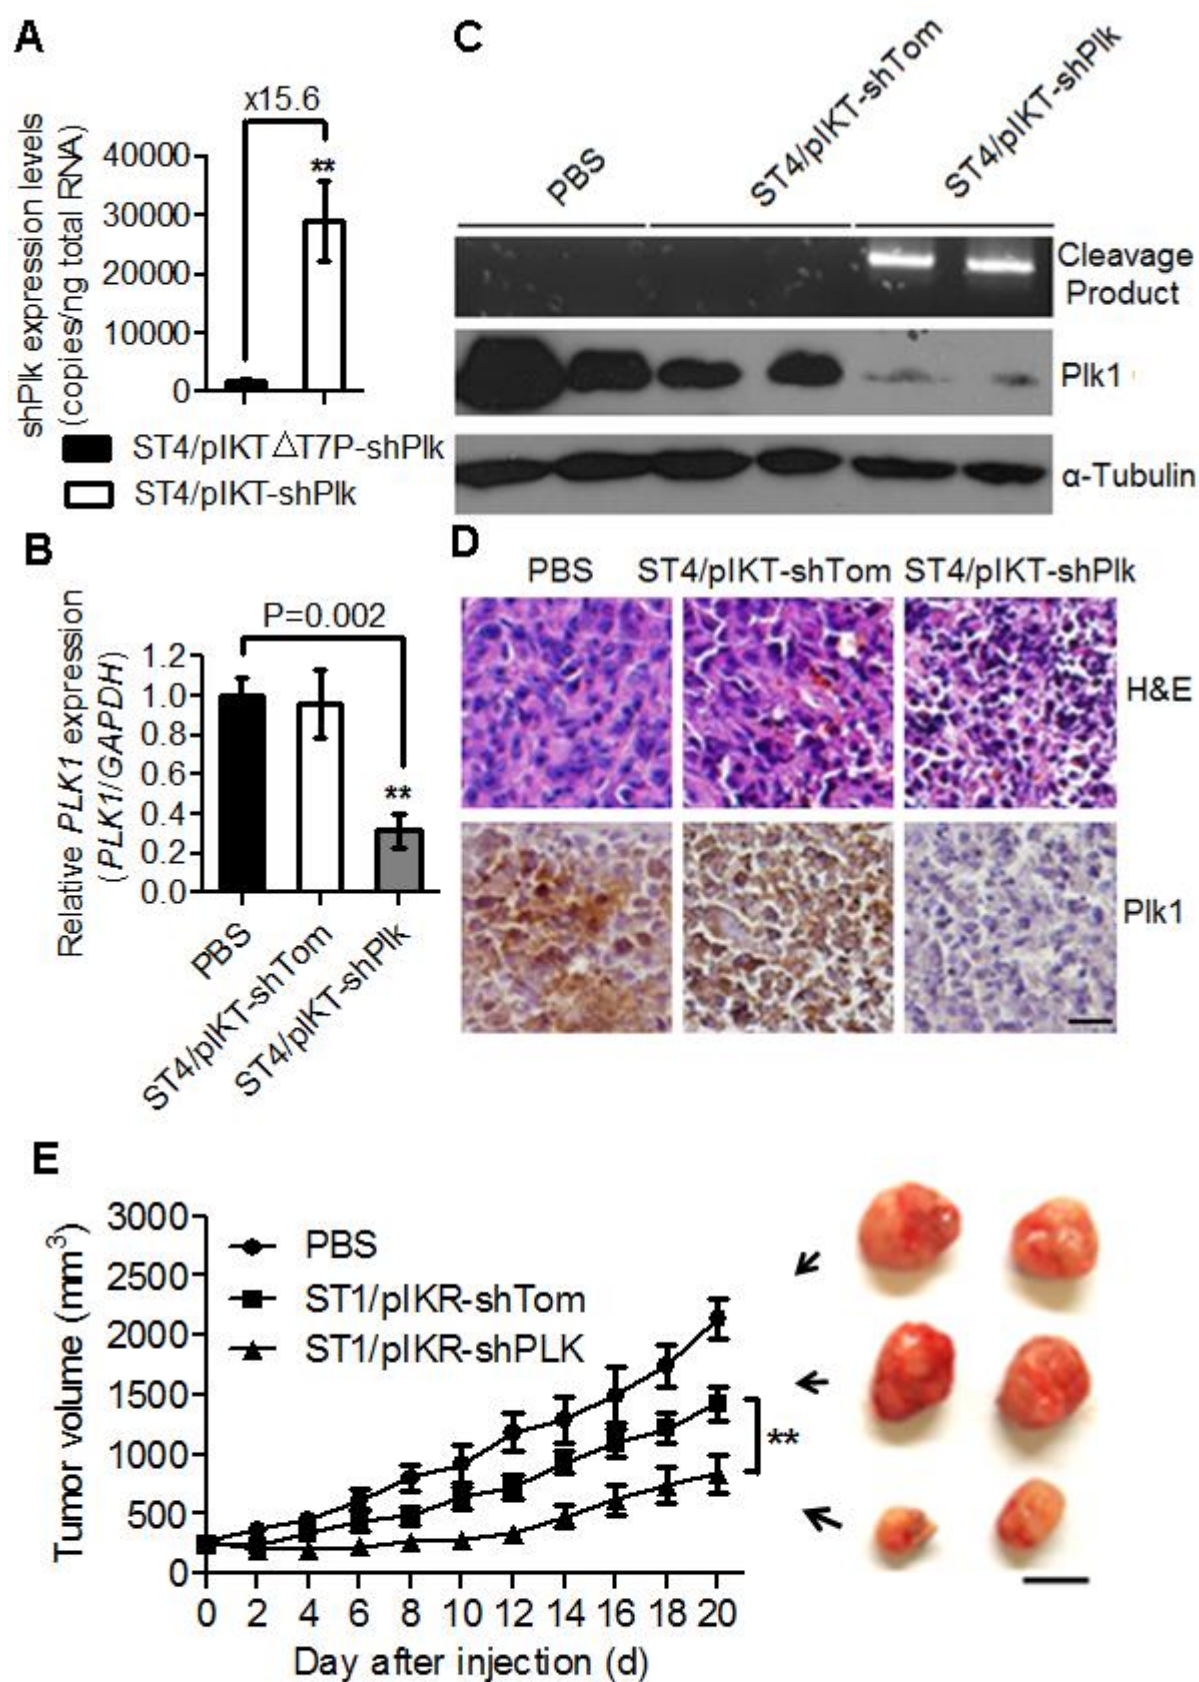 A
x15.6
shPlk expression levels
(copies/ng total RNA)
40000
30000
20000
10000
0
**
ST4/pIKT△T7P-shPlk
ST4/pIKT-shPlk
B
P=0.002
Relative PLK1 expression
(PLK1/GAPDH)
1.2
1.0
0.8
0.6
0.4
0.2
0.0
**
PBS
ST4/pIKT-shTom
ST4/pIKT-shPlk
C
PBS
ST4/pIKT-shTom
ST4/pIKT-shPlk
Cleavage
Product
Plk1
α-Tubulin
D
PBS ST4/pIKT-shTom ST4/pIKT-shPlk
H&E
Plk1
E
Tumor volume (mm³)
3000
2500
2000
1500
1000
500
0
PBS
ST1/pIKR-shTom
ST1/pIKR-shPLK
**
0 2 4 6 8 10 12 14 16 18 20
Day after injection (d)